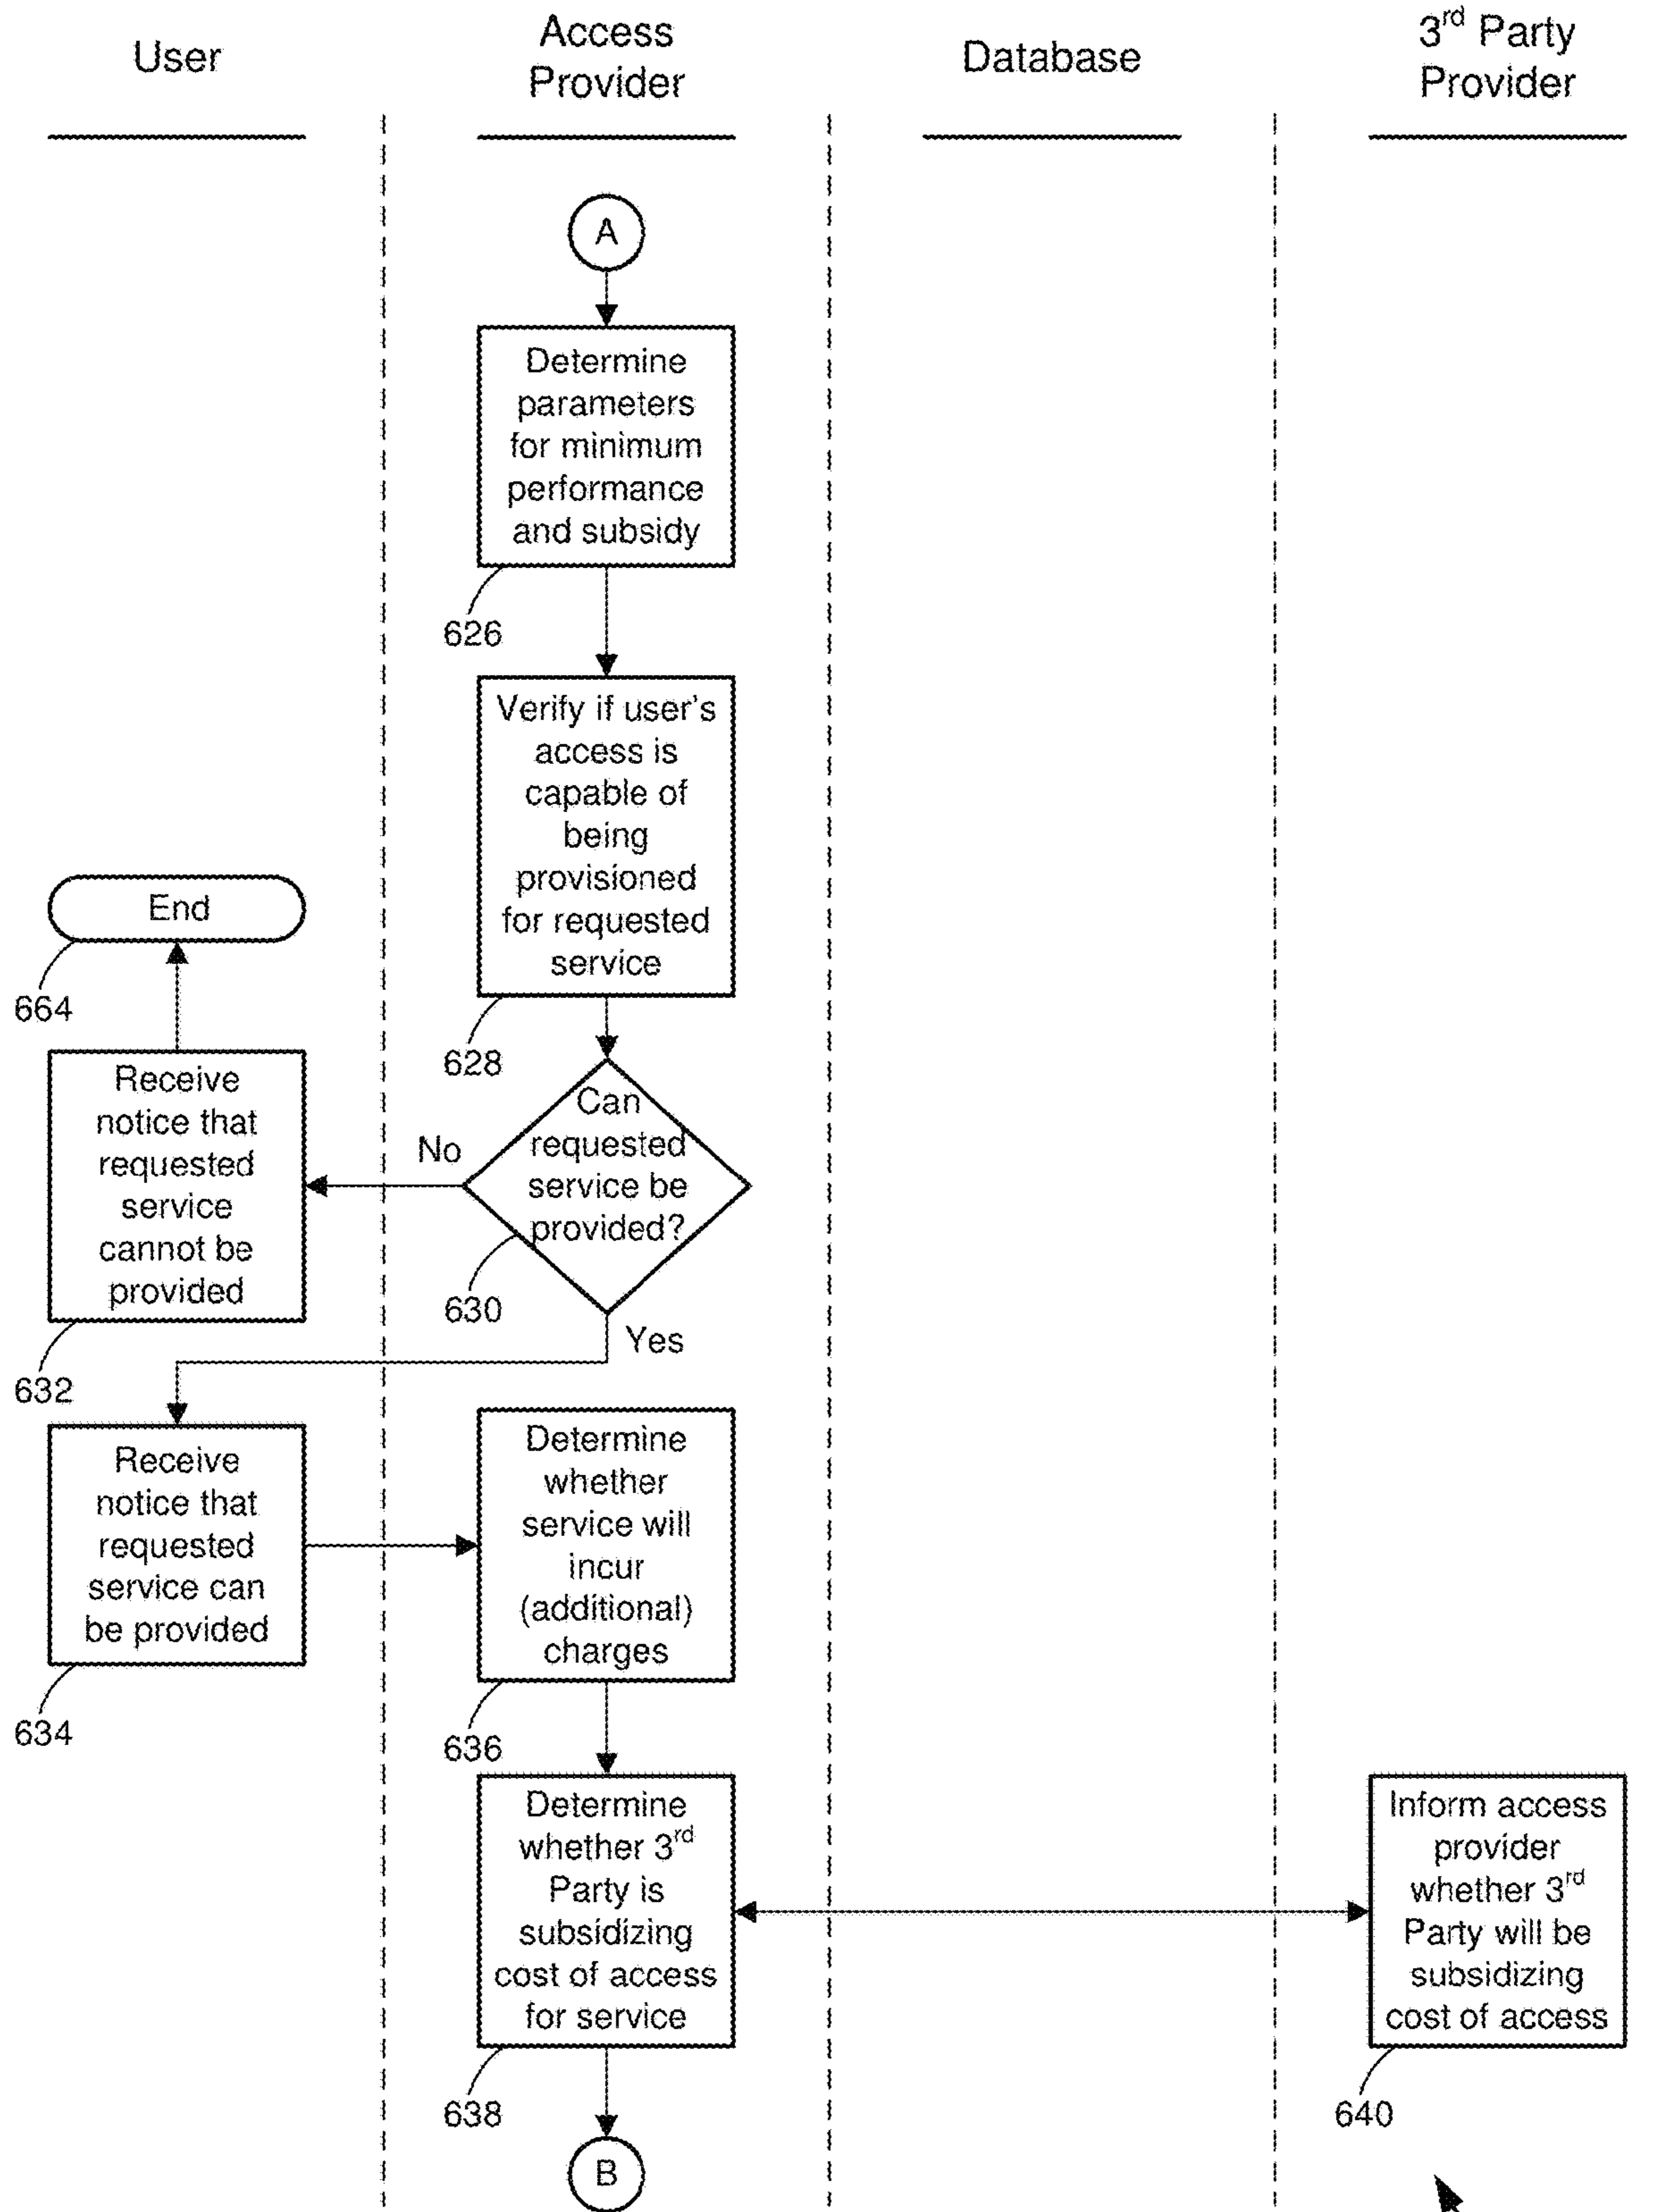 User
Access
Provider
Database
3rd Party
Provider
A
Determine
parameters
for minimum
performance
and subsidy
626
Verify if user's
access is
capable of
being
provisioned
for requested
service
628
End
664
Can
requested
service be
provided?
630
No
Yes
Receive
notice that
requested
service
cannot be
provided
632
Receive
notice that
requested
service can
be provided
634
Determine
whether
service will
incur
(additional)
charges
636
Determine
whether 3rd
Party is
subsidizing
cost of access
for service
638
Inform access
provider
whether 3rd
Party will be
subsidizing
cost of access
640
B